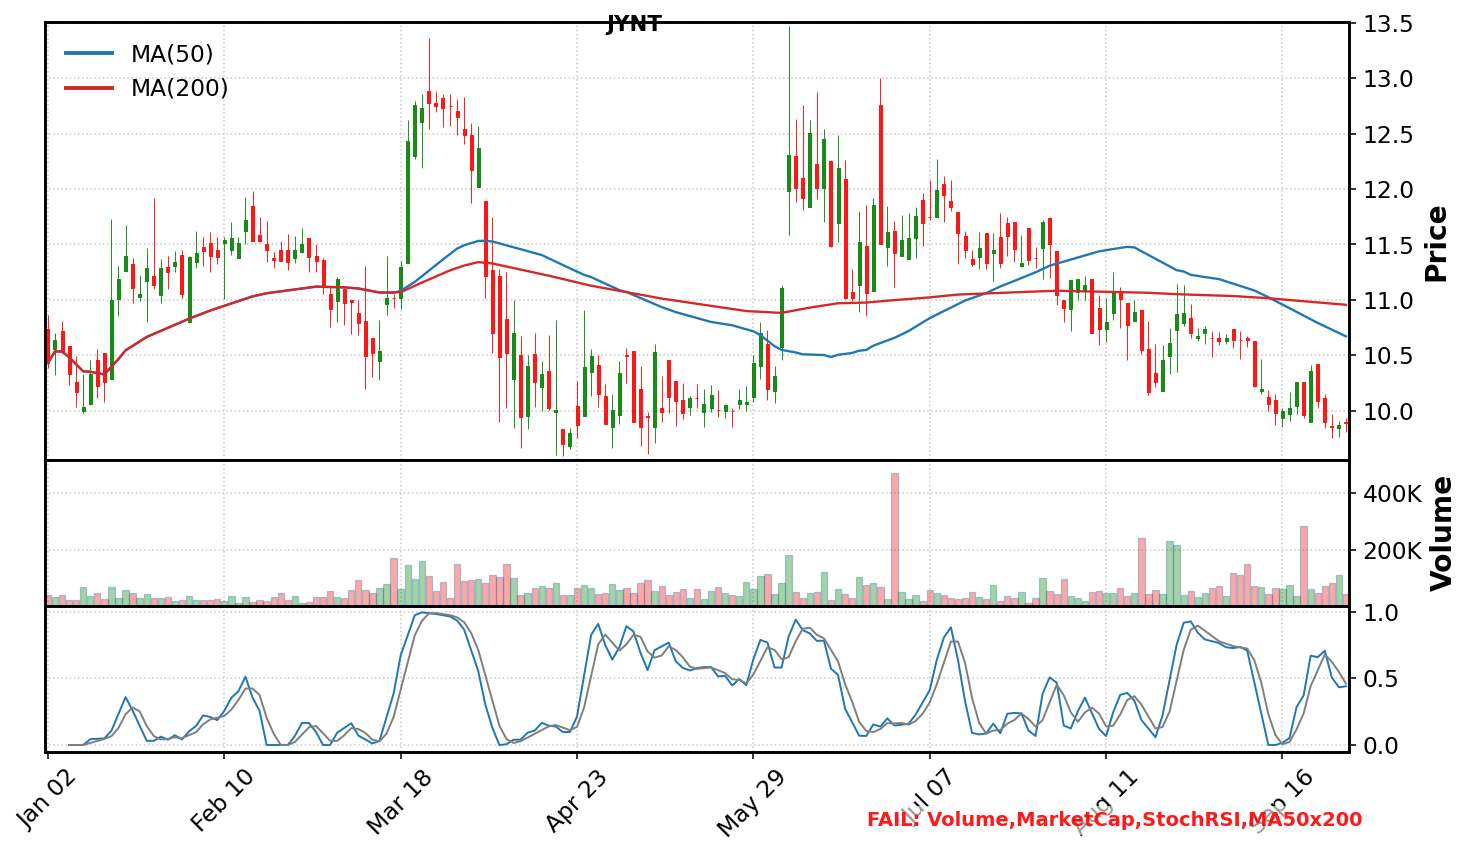 JYNT
MA(50)
MA(200)
13.5
13.0
12.5
12.0
11.5
11.0
10.5
10.0
Price
400K
200K
Volume
1.0
0.5
0.0
Jan 02
Feb 10
Mar 18
Apr 23
May 29
Jul 07
Aug 11
Sep 16
FAIL: Volume,MarketCap,StochRSI,MA50x200